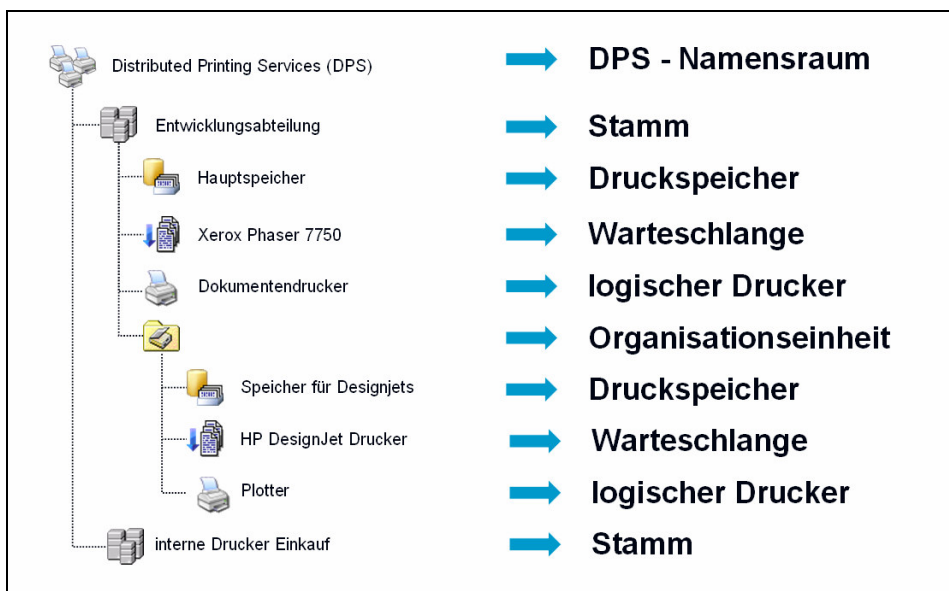 Distributed Printing Services (DPS) DPS - Namensraum
Entwicklungsabteilung Stamm
Hauptspeicher Druckspeicher
Xerox Phaser 7750 Warteschlange
Dokumentendrucker logischer Drucker
Organisationseinheit
Speicher für Designjets Druckspeicher
HP DesignJet Drucker Warteschlange
Plotter logischer Drucker
interne Drucker Einkauf Stamm